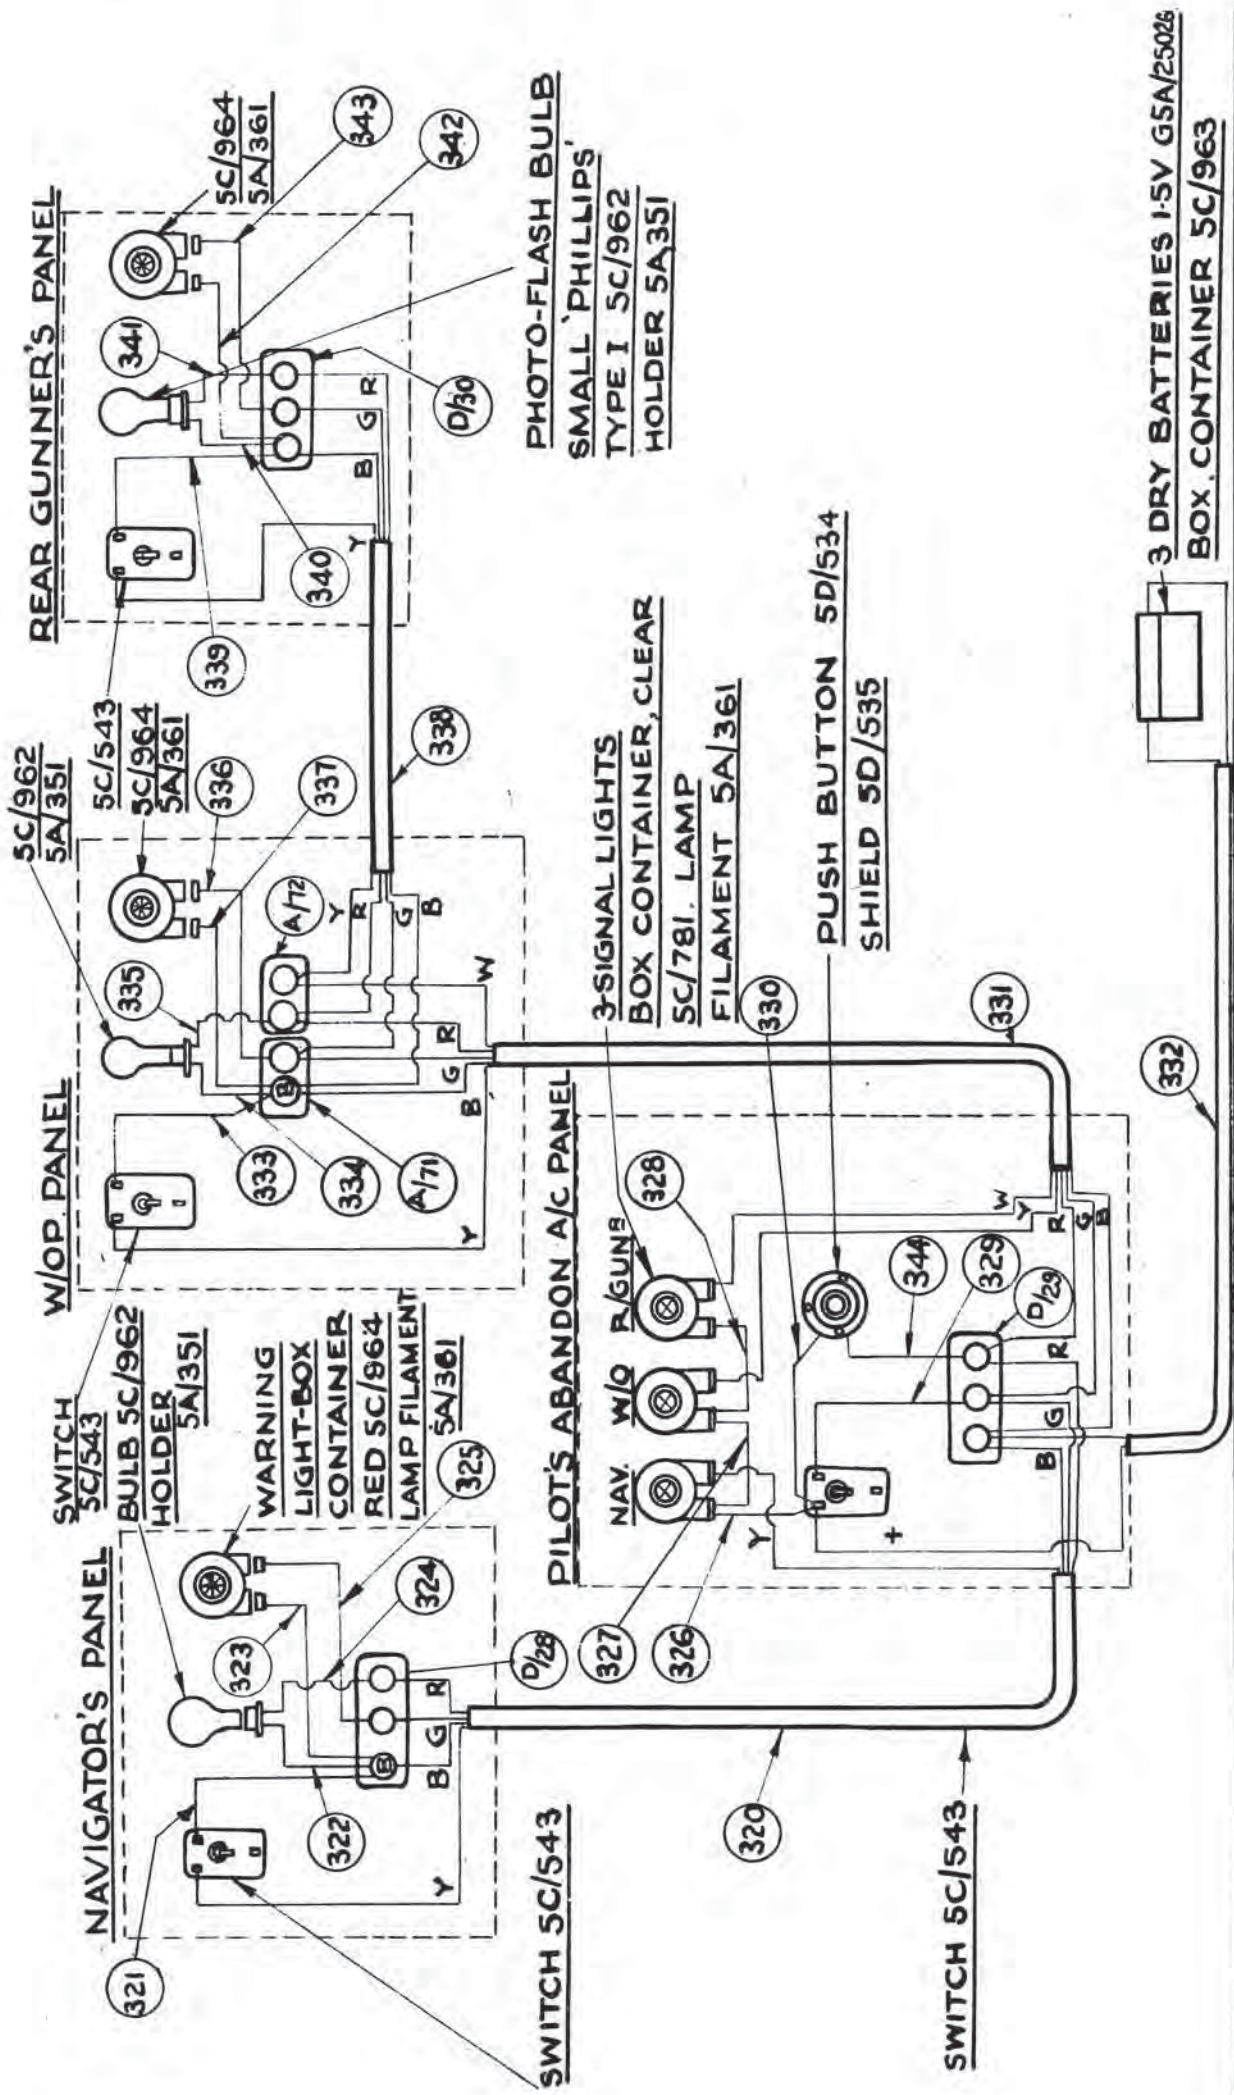 NAVIGATOR'S PANEL
321
322
323
324
325
Y
B
G
R
B
D/28
SWITCH
5C/543
BULB 5C/962
HOLDER
5A/351
WARNING
LIGHT-BOX
CONTAINER
RED 5C/964
LAMP FILAMENT
5A/361
SWITCH 5C/543
320
SWITCH 5C/543
W/OP. PANEL
5C/962
5A/351
5C/964
5A/361
333
334
335
336
337
A/71
A/72
B
Y
B
G
R
W
Y
R
G
B
338
REAR GUNNER'S PANEL
5C/543
339
340
341
342
343
5C/964
5A/361
D/30
Y
B
G
R
PHOTO-FLASH BULB
SMALL 'PHILLIPS'
TYPE I 5C/962
HOLDER 5A,351
PILOT'S ABANDON A/C PANEL
NAV.
W/O
R/GUNR
326
327
328
329
330
344
D/29
Y
+
B
G
R
W
Y
R
G
B
3-SIGNAL LIGHTS
BOX CONTAINER, CLEAR
5C/781. LAMP
FILAMENT 5A/361
PUSH BUTTON 5D/534
SHIELD 5D/535
331
332
3 DRY BATTERIES 1·5V G5A/25026
BOX, CONTAINER 5C/963